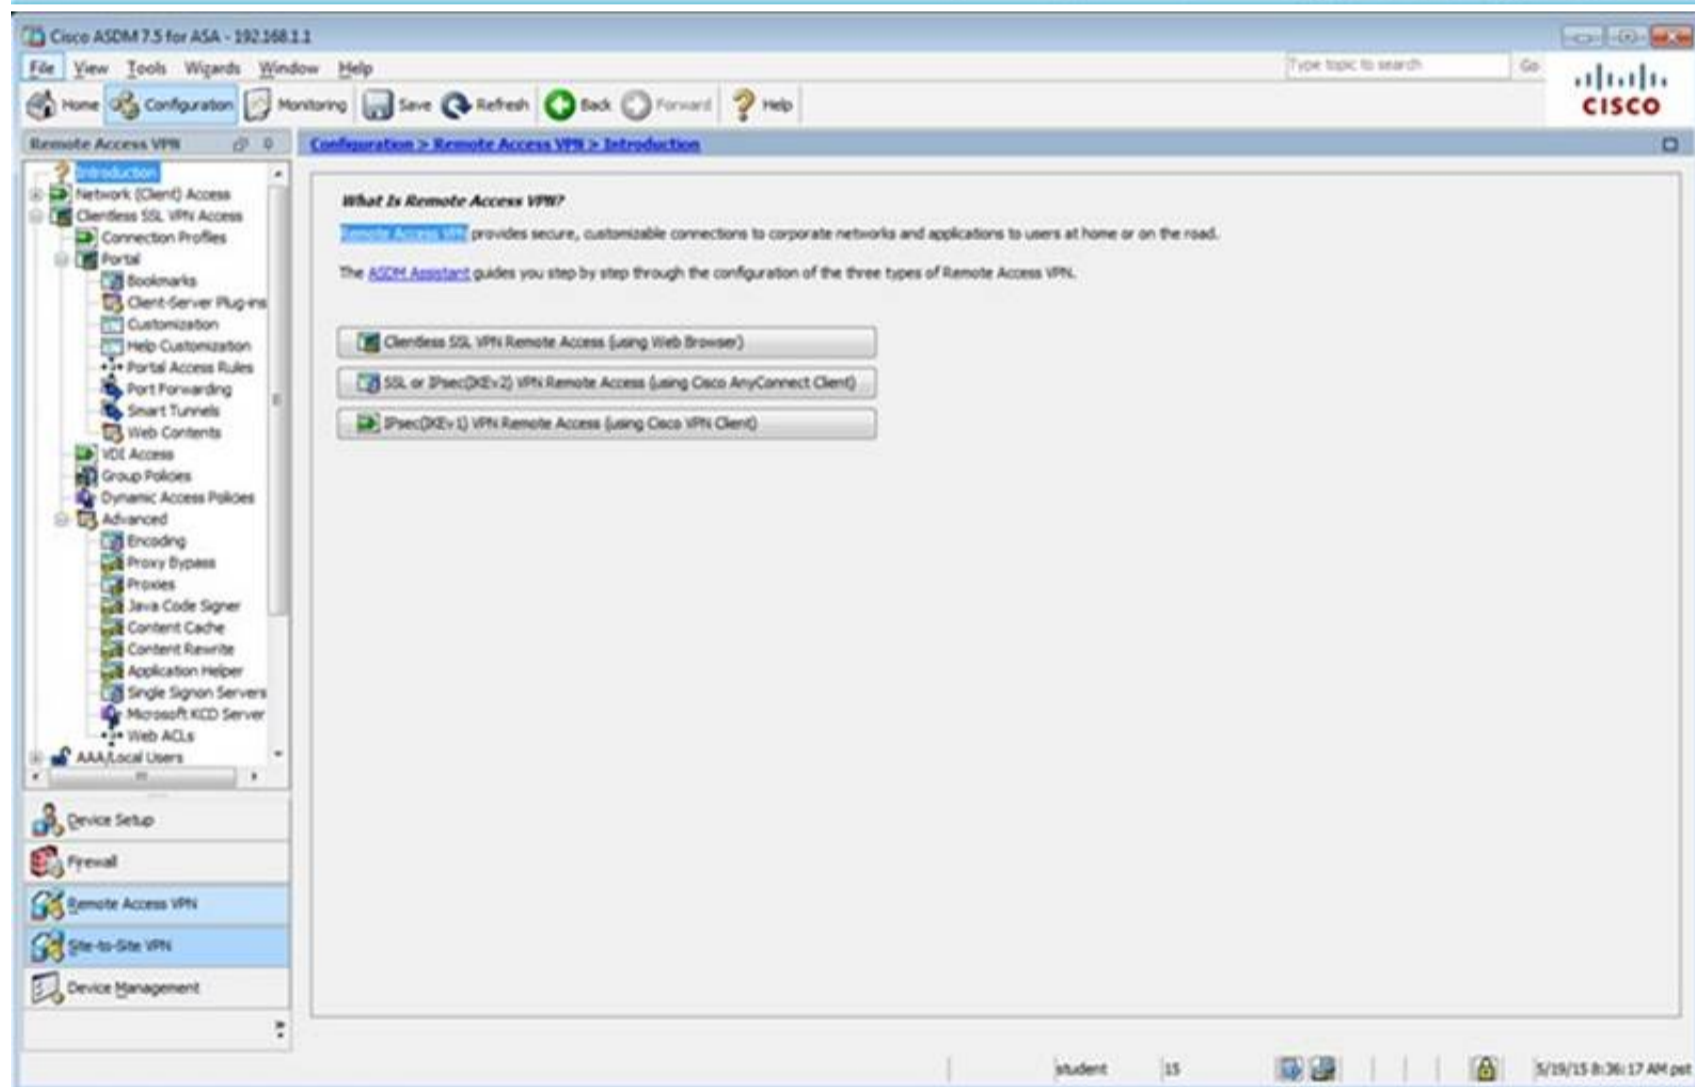 Cisco ASDM 7.5 for ASA - 192.168.1.1
File View Tools Wizards Window Help
Type topic to search Go
Home Configuration Monitoring Save Refresh Back Forward Help
CISCO
Remote Access VPN
Configuration > Remote Access VPN > Introduction
Introduction
Network (Client) Access
Clientless SSL VPN Access
Connection Profiles
Portal
Bookmarks
Client-Server Plug-ins
Customization
Help Customization
Portal Access Rules
Port Forwarding
Smart Tunnels
Web Contents
VDI Access
Group Policies
Dynamic Access Policies
Advanced
Encoding
Proxy Bypass
Proxies
Java Code Signer
Content Cache
Content Rewrite
Application Helper
Single Signon Servers
Microsoft KCD Server
Web ACLs
AAA/Local Users
Device Setup
Firewall
Remote Access VPN
Site-to-Site VPN
Device Management
What Is Remote Access VPN?
Remote Access VPN provides secure, customizable connections to corporate networks and applications to users at home or on the road.
The ASDM Assistant guides you step by step through the configuration of the three types of Remote Access VPN.
Clientless SSL VPN Remote Access (using Web Browser)
SSL or IPsec(IKEv2) VPN Remote Access (using Cisco AnyConnect Client)
IPsec(IKEv1) VPN Remote Access (using Cisco VPN Client)
student 15 5/19/15 8:36:17 AM pst